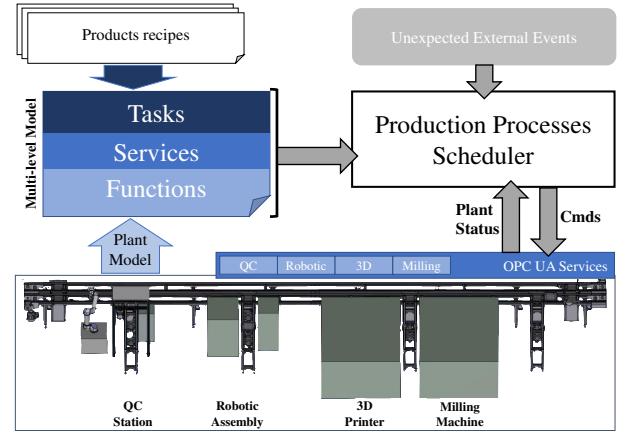 Products recipes
Unexpected External Events
Multi-level Model
Tasks
Services
Functions
Production Processes
Scheduler
Plant
Status
Cmds
Plant
Model
QC
Robotic
3D
Milling
OPC UA Services
QC
Station
Robotic
Assembly
3D
Printer
Milling
Machine